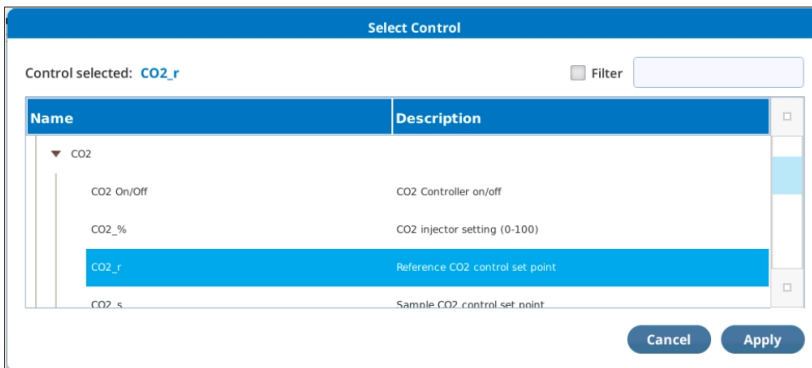 Select Control
Control selected: CO2_r Filter
Name Description
CO2
CO2 On/Off CO2 Controller on/off
CO2_% CO2 injector setting (0-100)
CO2_r Reference CO2 control set point
CO2_s Sample CO2 control set point
Cancel Apply